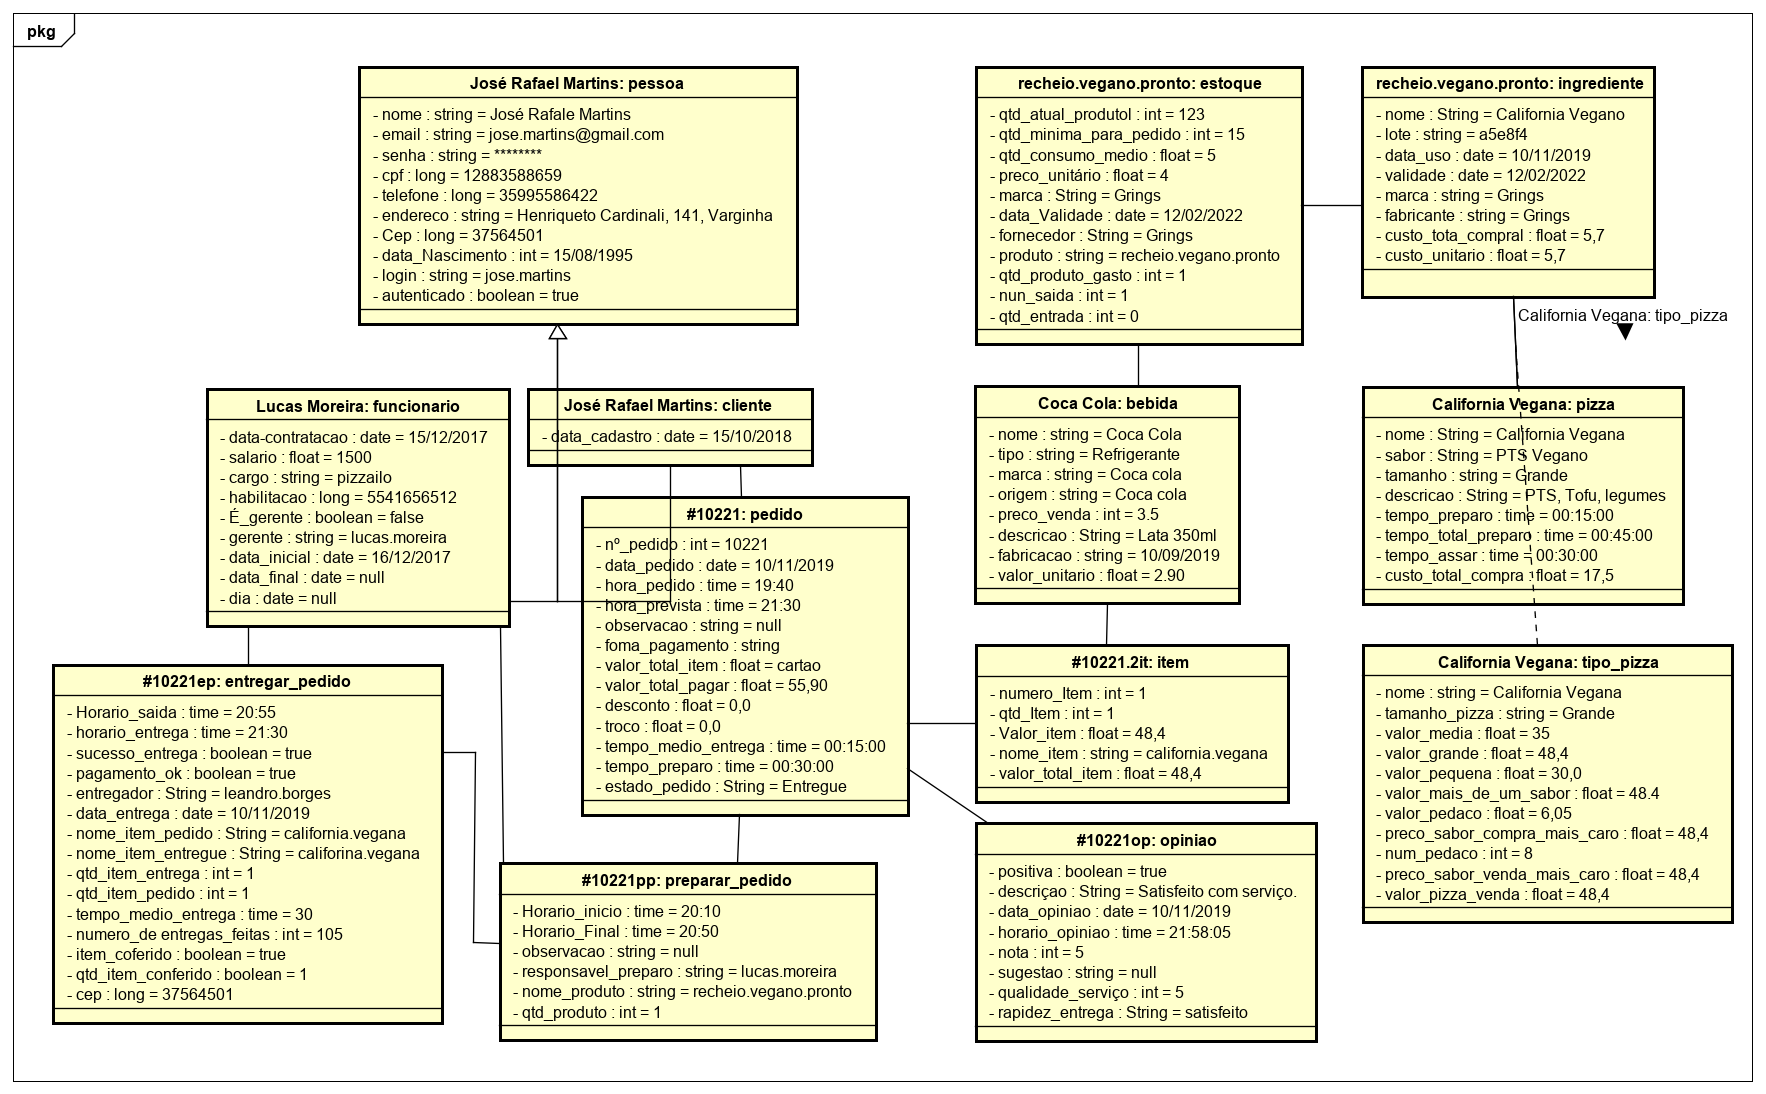 pkg
José Rafael Martins: pessoa
- nome : string = José Rafale Martins
- email : string = jose.martins@gmail.com
- senha : string = ********
- cpf : long = 12883588659
- telefone : long = 35995586422
- endereco : string = Henriqueto Cardinali, 141, Varginha
- Cep : long = 37564501
- data_Nascimento : int = 15/08/1995
- login : string = jose.martins
- autenticado : boolean = true
recheio.vegano.pronto: estoque
- qtd_atual_produtol : int = 123
- qtd_minima_para_pedido : int = 15
- qtd_consumo_medio : float = 5
- preco_unitário : float = 4
- marca : String = Grings
- data_Validade : date = 12/02/2022
- fornecedor : String = Grings
- produto : string = recheio.vegano.pronto
- qtd_produto_gasto : int = 1
- nun_saida : int = 1
- qtd_entrada : int = 0
recheio.vegano.pronto: ingrediente
- nome : String = California Vegano
- lote : string = a5e8f4
- data_uso : date = 10/11/2019
- validade : date = 12/02/2022
- marca : string = Grings
- fabricante : string = Grings
- custo_tota_compral : float = 5,7
- custo_unitario : float = 5,7
California Vegana: tipo_pizza
Lucas Moreira: funcionario
- data-contratacao : date = 15/12/2017
- salario : float = 1500
- cargo : string = pizzailo
- habilitacao : long = 5541656512
- É_gerente : boolean = false
- gerente : string = lucas.moreira
- data_inicial : date = 16/12/2017
- data_final : date = null
- dia : date = null
José Rafael Martins: cliente
- data_cadastro : date = 15/10/2018
#10221: pedido
- nº_pedido : int = 10221
- data_pedido : date = 10/11/2019
- hora_pedido : time = 19:40
- hora_prevista : time = 21:30
- observacao : string = null
- foma_pagamento : string
- valor_total_item : float = cartao
- valor_total_pagar : float = 55,90
- desconto : float = 0,0
- troco : float = 0,0
- tempo_medio_entrega : time = 00:15:00
- tempo_preparo : time = 00:30:00
- estado_pedido : String = Entregue
Coca Cola: bebida
- nome : string = Coca Cola
- tipo : string = Refrigerante
- marca : string = Coca cola
- origem : string = Coca cola
- preco_venda : int = 3.5
- descricao : String = Lata 350ml
- fabricacao : string = 10/09/2019
- valor_unitario : float = 2.90
California Vegana: pizza
- nome : String = California Vegana
- sabor : String = PTS Vegano
- tamanho : string = Grande
- descricao : String = PTS, Tofu, legumes
- tempo_preparo : time = 00:15:00
- tempo_total_preparo : time = 00:45:00
- tempo_assar : time = 00:30:00
- custo_total_compra : float = 17,5
#10221ep: entregar_pedido
- Horario_saida : time = 20:55
- horario_entrega : time = 21:30
- sucesso_entrega : boolean = true
- pagamento_ok : boolean = true
- entregador : String = leandro.borges
- data_entrega : date = 10/11/2019
- nome_item_pedido : String = california.vegana
- nome_item_entregue : String = califorina.vegana
- qtd_item_entrega : int = 1
- qtd_item_pedido : int = 1
- tempo_medio_entrega : time = 30
- numero_de entregas_feitas : int = 105
- item_coferido : boolean = true
- qtd_item_conferido : boolean = 1
- cep : long = 37564501
#10221pp: preparar_pedido
- Horario_inicio : time = 20:10
- Horario_Final : time = 20:50
- observacao : string = null
- responsavel_preparo : string = lucas.moreira
- nome_produto : string = recheio.vegano.pronto
- qtd_produto : int = 1
#10221.2it: item
- numero_Item : int = 1
- qtd_Item : int = 1
- Valor_item : float = 48,4
- nome_item : string = california.vegana
- valor_total_item : float = 48,4
#10221op: opiniao
- positiva : boolean = true
- descriçao : String = Satisfeito com serviço.
- data_opiniao : date = 10/11/2019
- horario_opiniao : time = 21:58:05
- nota : int = 5
- sugestao : string = null
- qualidade_serviço : int = 5
- rapidez_entrega : String = satisfeito
California Vegana: tipo_pizza
- nome : string = California Vegana
- tamanho_pizza : string = Grande
- valor_media : float = 35
- valor_grande : float = 48,4
- valor_pequena : float = 30,0
- valor_mais_de_um_sabor : float = 48.4
- valor_pedaco : float = 6,05
- preco_sabor_compra_mais_caro : float = 48,4
- num_pedaco : int = 8
- preco_sabor_venda_mais_caro : float = 48,4
- valor_pizza_venda : float = 48,4